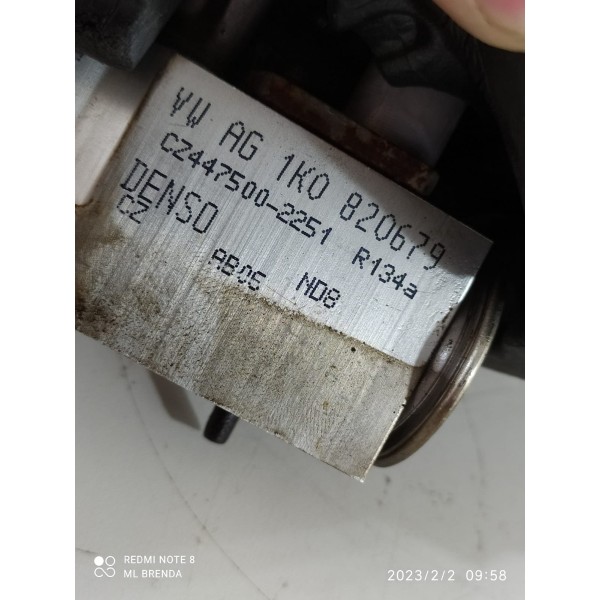 VW AG 1K0 820679
CZ447500-2251 R134a
DENSO
CZ
AB06 ND8
REDMI NOTE 8
ML BRENDA
2023/2/2 09:58